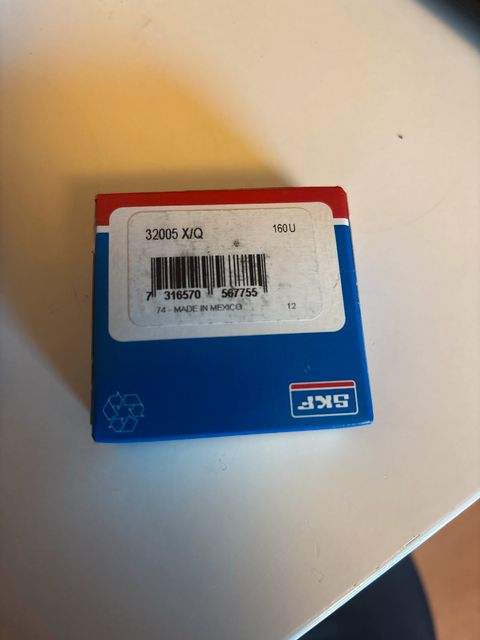 32005 X/Q 160U
7 316570 567755
74 - MADE IN MEXICO 12
SKF